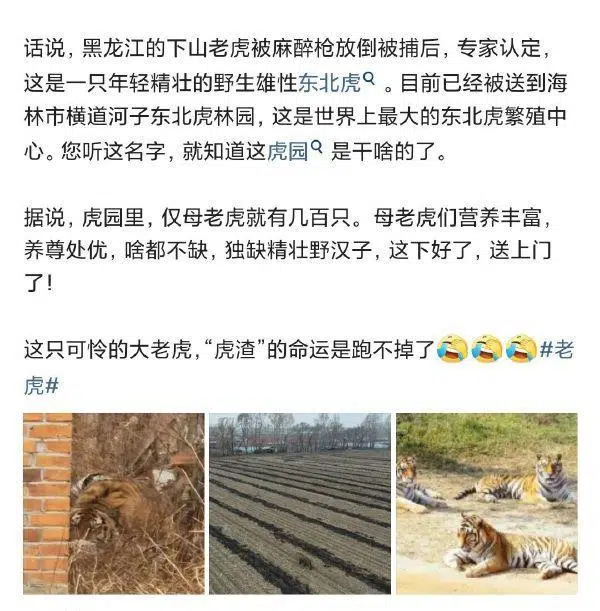 话说，黑龙江的下山老虎被麻醉枪放倒被捕后，专家认定，
这是一只年轻精壮的野生雄性东北虎。目前已经被送到海
林市横道河子东北虎林园，这是世界上最大的东北虎繁殖中
心。您听这名字，就知道这虎园 是干啥的了。
据说，虎园里，仅母老虎就有几百只。母老虎们营养丰富，
养尊处优，啥都不缺，独缺精壮野汉子，这下好了，送上门
了！
这只可怜的大老虎，“虎渣”的命运是跑不掉了😂😂😂#老
虎#